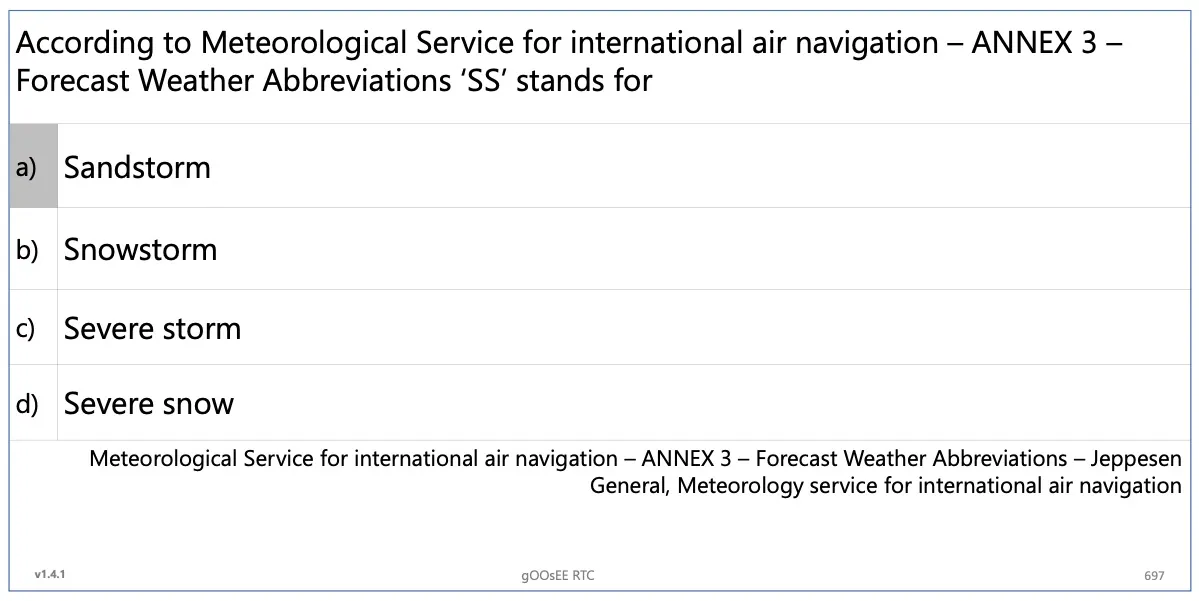 According to Meteorological Service for international air navigation – ANNEX 3 –
Forecast Weather Abbreviations ‘SS’ stands for
a) Sandstorm
b) Snowstorm
c) Severe storm
d) Severe snow
Meteorological Service for international air navigation – ANNEX 3 – Forecast Weather Abbreviations – Jeppesen
General, Meteorology service for international air navigation
v1.4.1 gOOsEE RTC 697